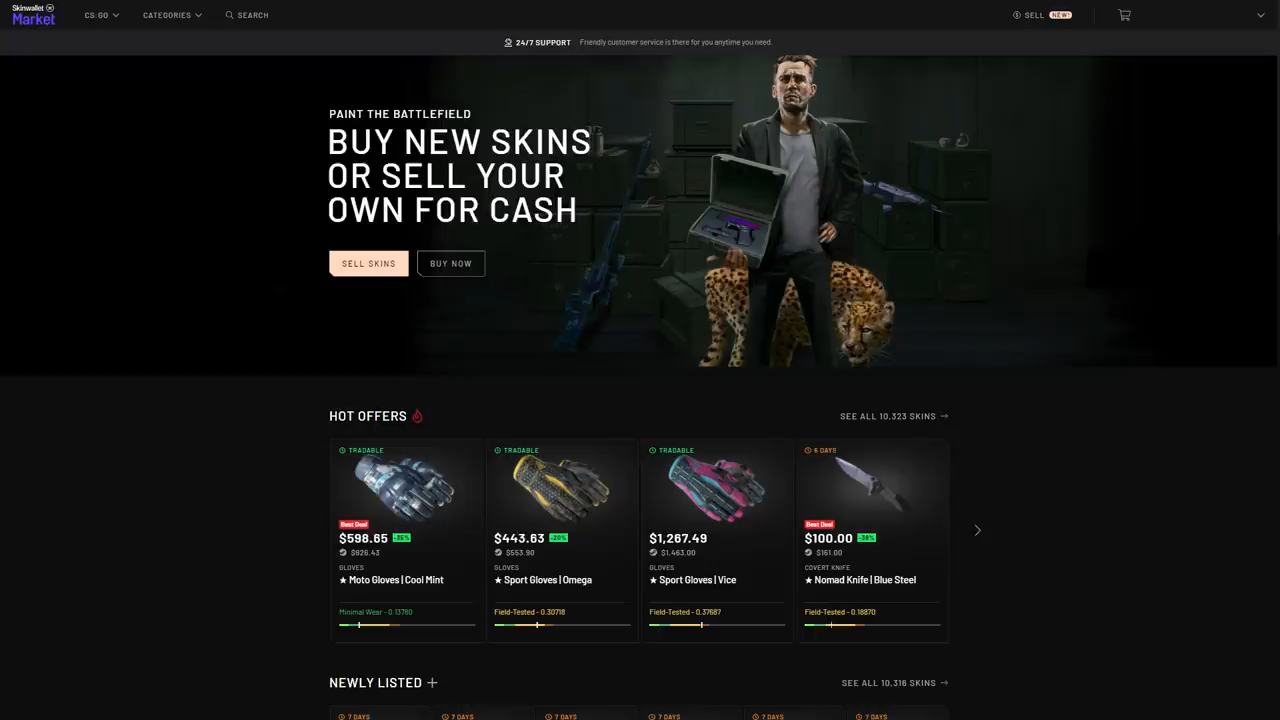 Skinwallet
Market
CS:GO
CATEGORIES
SEARCH
SELL NEW!
24/7 SUPPORT Friendly customer service is there for you anytime you need.
PAINT THE BATTLEFIELD
BUY NEW SKINS
OR SELL YOUR
OWN FOR CASH
SELL SKINS
BUY NOW
HOT OFFERS
SEE ALL 10,323 SKINS →
TRADABLE
Best Deal
$598.65 -35%
$926.43
GLOVES
★ Moto Gloves | Cool Mint
Minimal Wear - 0.13760
TRADABLE
$443.63 -20%
$553.90
GLOVES
★ Sport Gloves | Omega
Field-Tested - 0.30718
TRADABLE
$1,267.49
$1,463.00
GLOVES
★ Sport Gloves | Vice
Field-Tested - 0.37687
6 DAYS
Best Deal
$100.00 -38%
$161.00
COVERT KNIFE
★ Nomad Knife | Blue Steel
Field-Tested - 0.18870
NEWLY LISTED +
SEE ALL 10,316 SKINS →
7 DAYS
7 DAYS
7 DAYS
7 DAYS
7 DAYS
7 DAYS